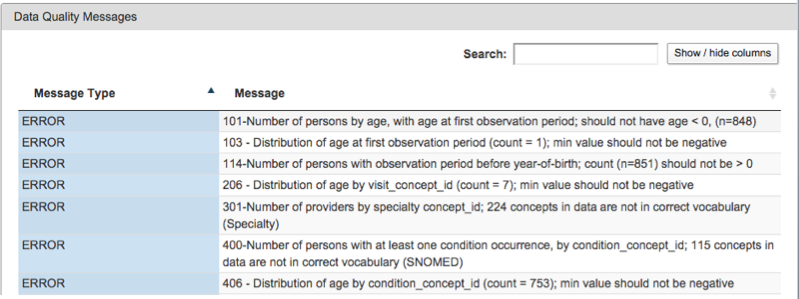 Data Quality Messages
Search:
Show / hide columns
Message Type
Message
ERROR
101-Number of persons by age, with age at first observation period; should not have age < 0, (n=848)
ERROR
103 - Distribution of age at first observation period (count = 1); min value should not be negative
ERROR
114-Number of persons with observation period before year-of-birth; count (n=851) should not be > 0
ERROR
206 - Distribution of age by visit_concept_id (count = 7); min value should not be negative
ERROR
301-Number of providers by specialty concept_id; 224 concepts in data are not in correct vocabulary
(Specialty)
ERROR
400-Number of persons with at least one condition occurrence, by condition_concept_id; 115 concepts in
data are not in correct vocabulary (SNOMED)
ERROR
406 - Distribution of age by condition_concept_id (count = 753); min value should not be negative